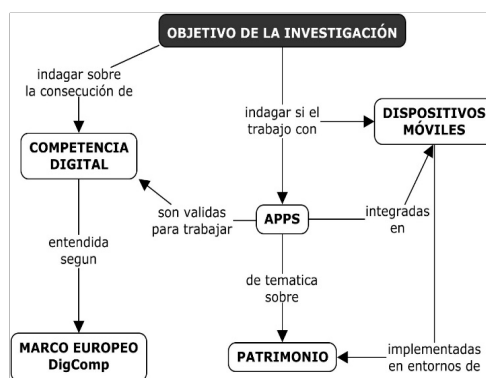 OBJETIVO DE LA INVESTIGACIÓN
indagar sobre
la consecución de
indagar si el
trabajo con
DISPOSITIVOS
MÓVILES
COMPETENCIA
DIGITAL
son validas
para trabajar
APPS
integradas
en
entendida
segun
de tematica
sobre
MARCO EUROPEO
DigComp
PATRIMONIO
implementadas
en entornos de